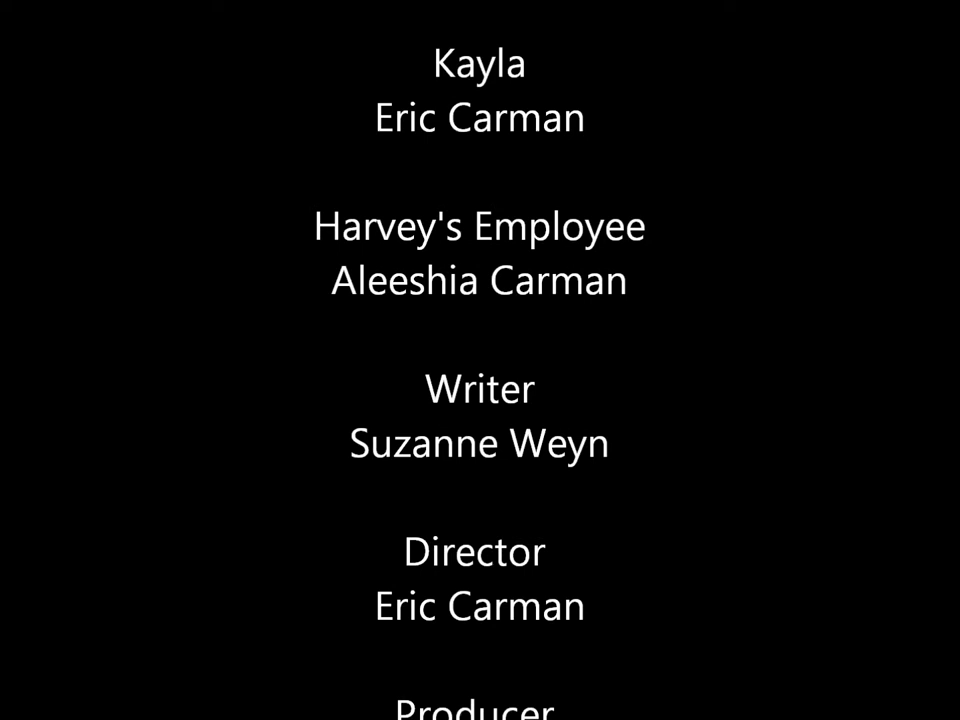 Kayla
Eric Carman
Harvey's Employee
Aleeshia Carman
Writer
Suzanne Weyn
Director
Eric Carman
Producer